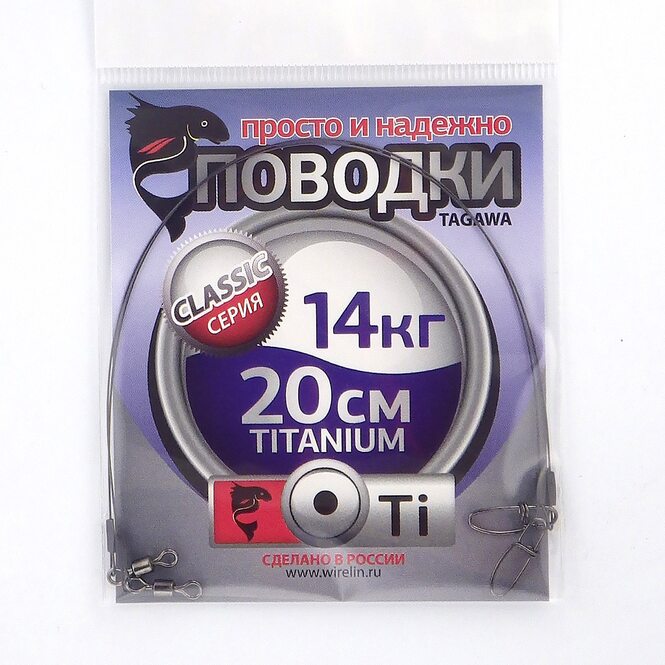 просто и надежно
ПОВОДКИ
TAGAWA
CLASSIC
СЕРИЯ
14кг
20см
TITANIUM
Ti
СДЕЛАНО В РОССИИ
www.wirelin.ru